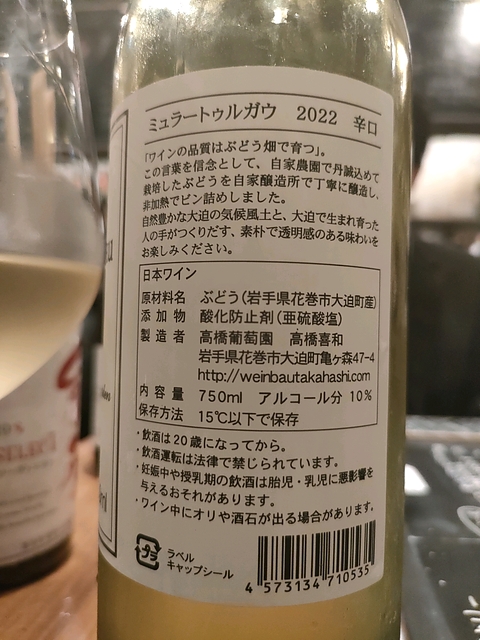 ミュラートゥルガウ 2022 辛口
「ワインの品質はぶどう畑で育つ」。
この言葉を信念として、自家農園で丹誠込めて
栽培したぶどうを自家醸造所で丁寧に醸造し、
非加熱でビン詰めしました。
自然豊かな大迫の気候風土と、大迫で生まれ育った
人の手がつくりだす、素朴で透明感のある味わいを
お楽しみください。
日本ワイン
原材料名 ぶどう(岩手県花巻市大迫町産)
添加物 酸化防止剤(亜硫酸塩)
製造者 高橋葡萄園 高橋喜和
岩手県花巻市大迫町亀ヶ森47-4
http://weinbautakahashi.com
内容量 750ml アルコール分 10%
保存方法 15℃以下で保存
・飲酒は20歳になってから。
・飲酒運転は法律で禁じられています。
・妊娠中や授乳期の飲酒は胎児・乳児に悪影響を
与えるおそれがあります。
・ワイン中にオリや酒石が出る場合があります。
プラ
ラベル
キャップシール
4 573134 710535